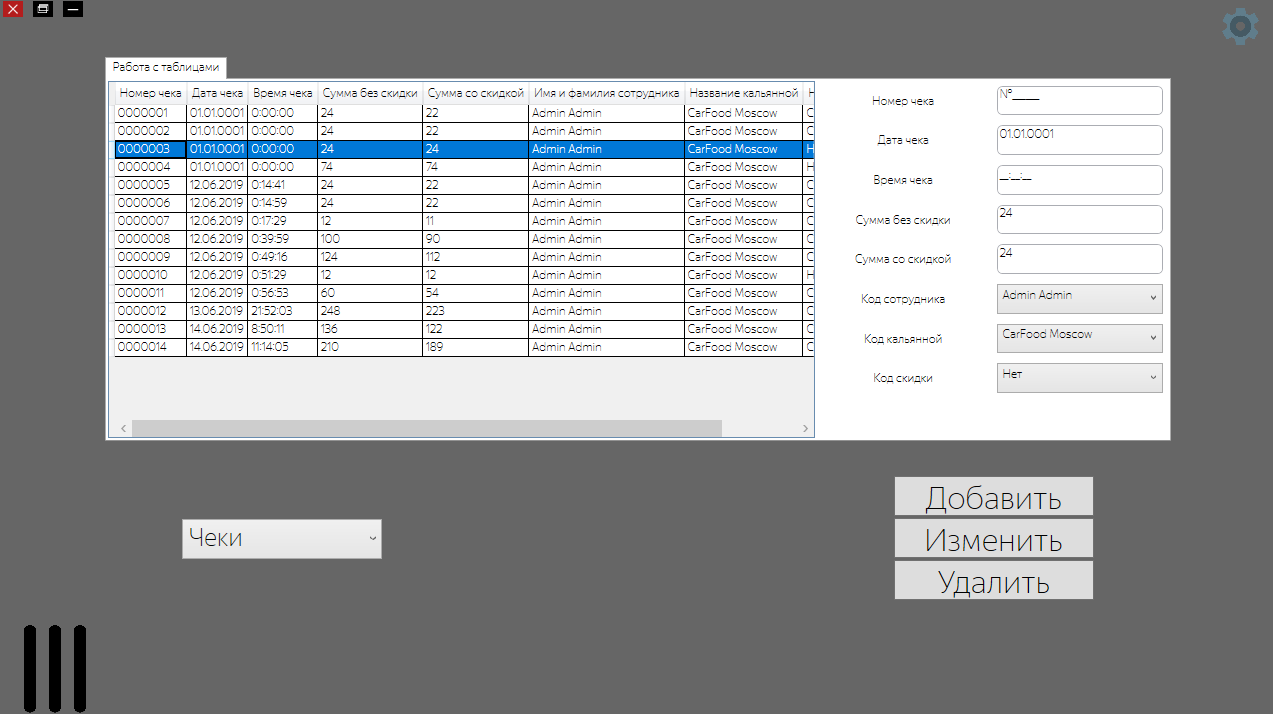 Работа с таблицами
Номер чека Дата чека Время чека Сумма без скидки Сумма со скидкой Имя и фамилия сотрудника Название кальянной Н
0000001 01.01.0001 0:00:00 24 22 Admin Admin CarFood Moscow С
0000002 01.01.0001 0:00:00 24 22 Admin Admin CarFood Moscow С
0000003 01.01.0001 0:00:00 24 24 Admin Admin CarFood Moscow Н
0000004 01.01.0001 0:00:00 74 74 Admin Admin CarFood Moscow Н
0000005 12.06.2019 0:14:41 24 22 Admin Admin CarFood Moscow С
0000006 12.06.2019 0:14:59 24 22 Admin Admin CarFood Moscow С
0000007 12.06.2019 0:17:29 12 11 Admin Admin CarFood Moscow С
0000008 12.06.2019 0:39:59 100 90 Admin Admin CarFood Moscow С
0000009 12.06.2019 0:49:16 124 112 Admin Admin CarFood Moscow С
0000010 12.06.2019 0:51:29 12 12 Admin Admin CarFood Moscow Н
0000011 12.06.2019 0:56:53 60 54 Admin Admin CarFood Moscow С
0000012 13.06.2019 21:52:03 248 223 Admin Admin CarFood Moscow С
0000013 14.06.2019 8:50:11 136 122 Admin Admin CarFood Moscow С
0000014 14.06.2019 11:14:05 210 189 Admin Admin CarFood Moscow С
Номер чека №_____
Дата чека 01.01.0001
Время чека __:__:__
Сумма без скидки 24
Сумма со скидкой 24
Код сотрудника Admin Admin
Код кальянной CarFood Moscow
Код скидки Нет
Чеки
Добавить
Изменить
Удалить